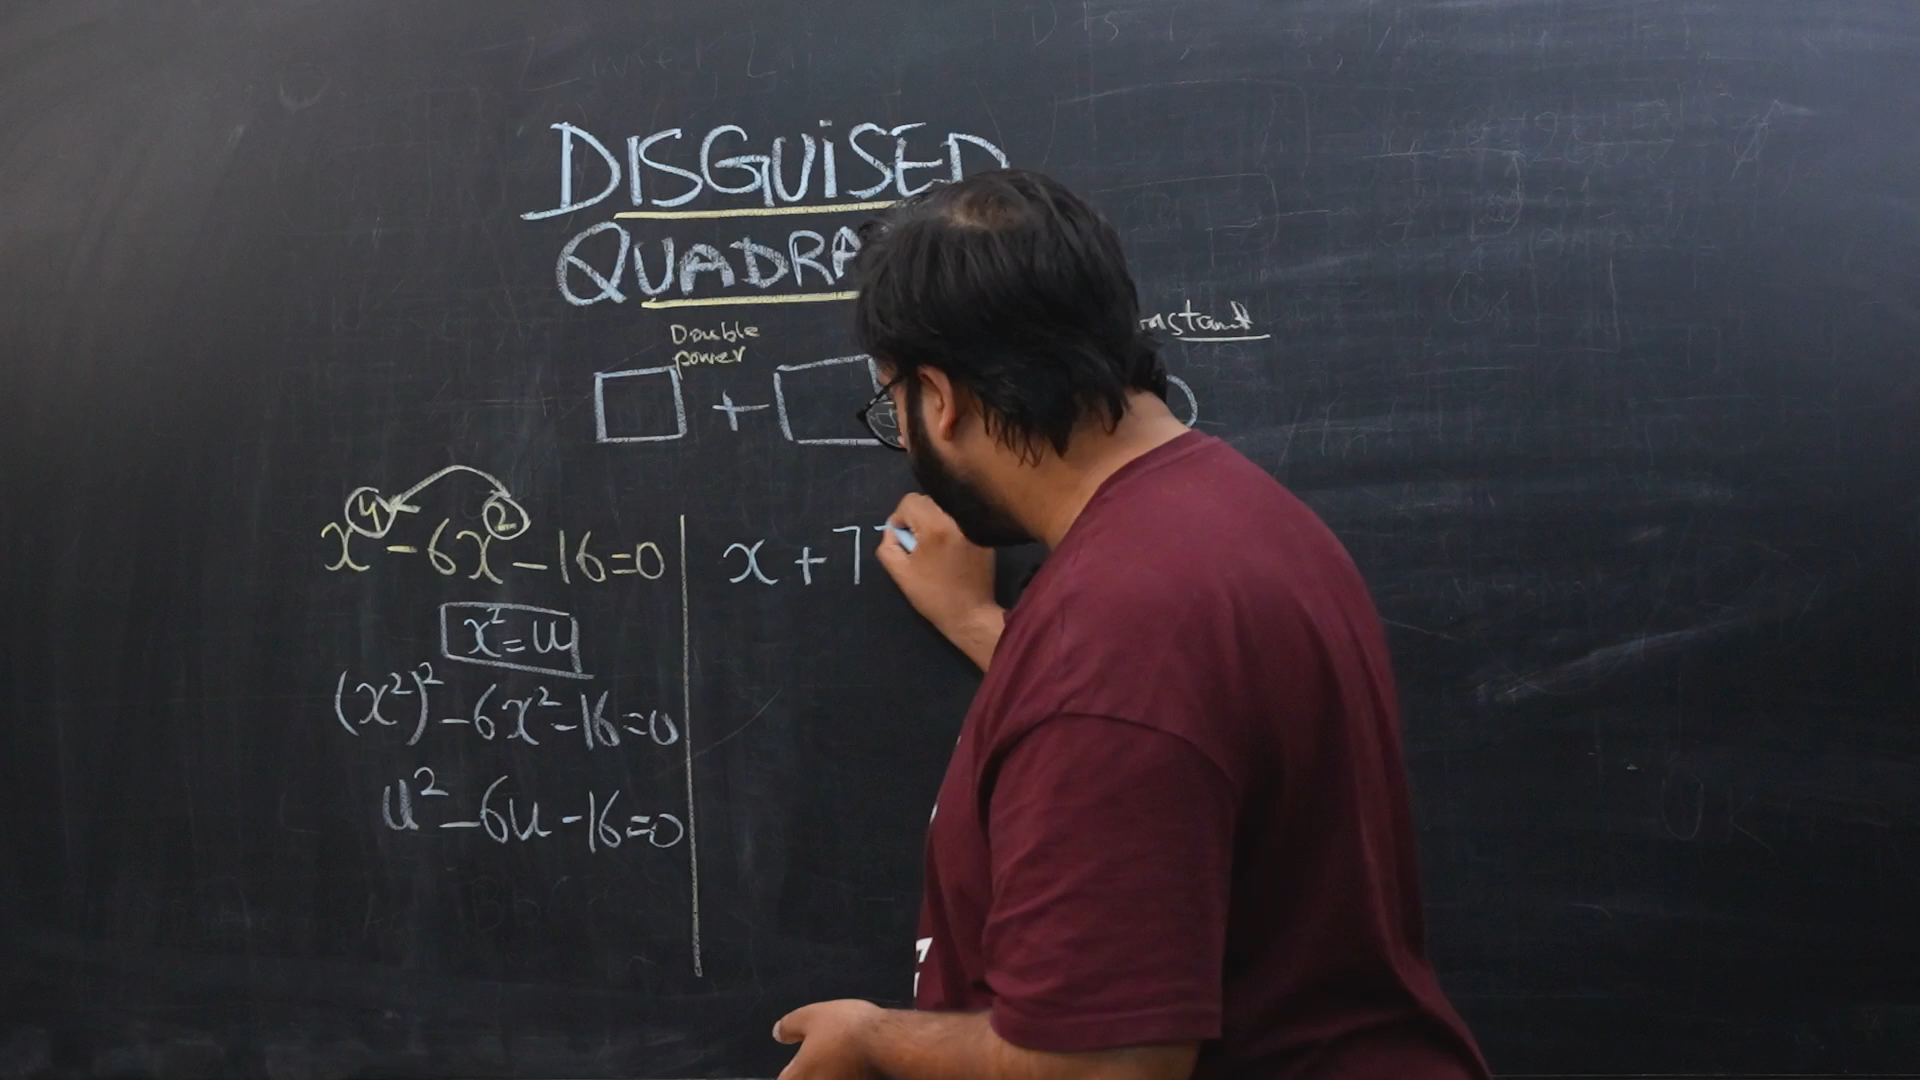 DISGUISED
QUADRA
Double
power
+
x⁴ - 6x² - 16 = 0
x² = u
(x²)² - 6x² - 16 = 0
u² - 6u - 16 = 0
x + 7